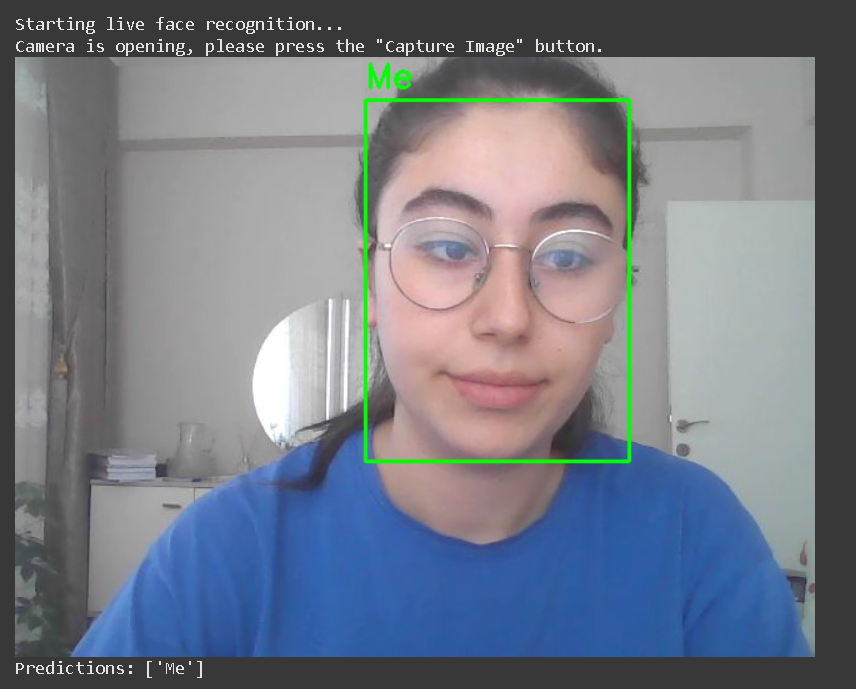 Starting live face recognition...
Camera is opening, please press the "Capture Image" button.
Me
Predictions: ['Me']